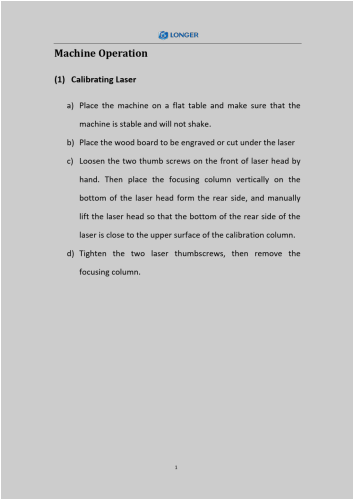 LONGER
Machine Operation
(1) Calibrating Laser
a) Place the machine on a flat table and make sure that the
machine is stable and will not shake.
b) Place the wood board to be engraved or cut under the laser
c) Loosen the two thumb screws on the front of laser head by
hand. Then place the focusing column vertically on the
bottom of the laser head form the rear side, and manually
lift the laser head so that the bottom of the rear side of the
laser is close to the upper surface of the calibration column.
d) Tighten the two laser thumbscrews, then remove the
focusing column.
1